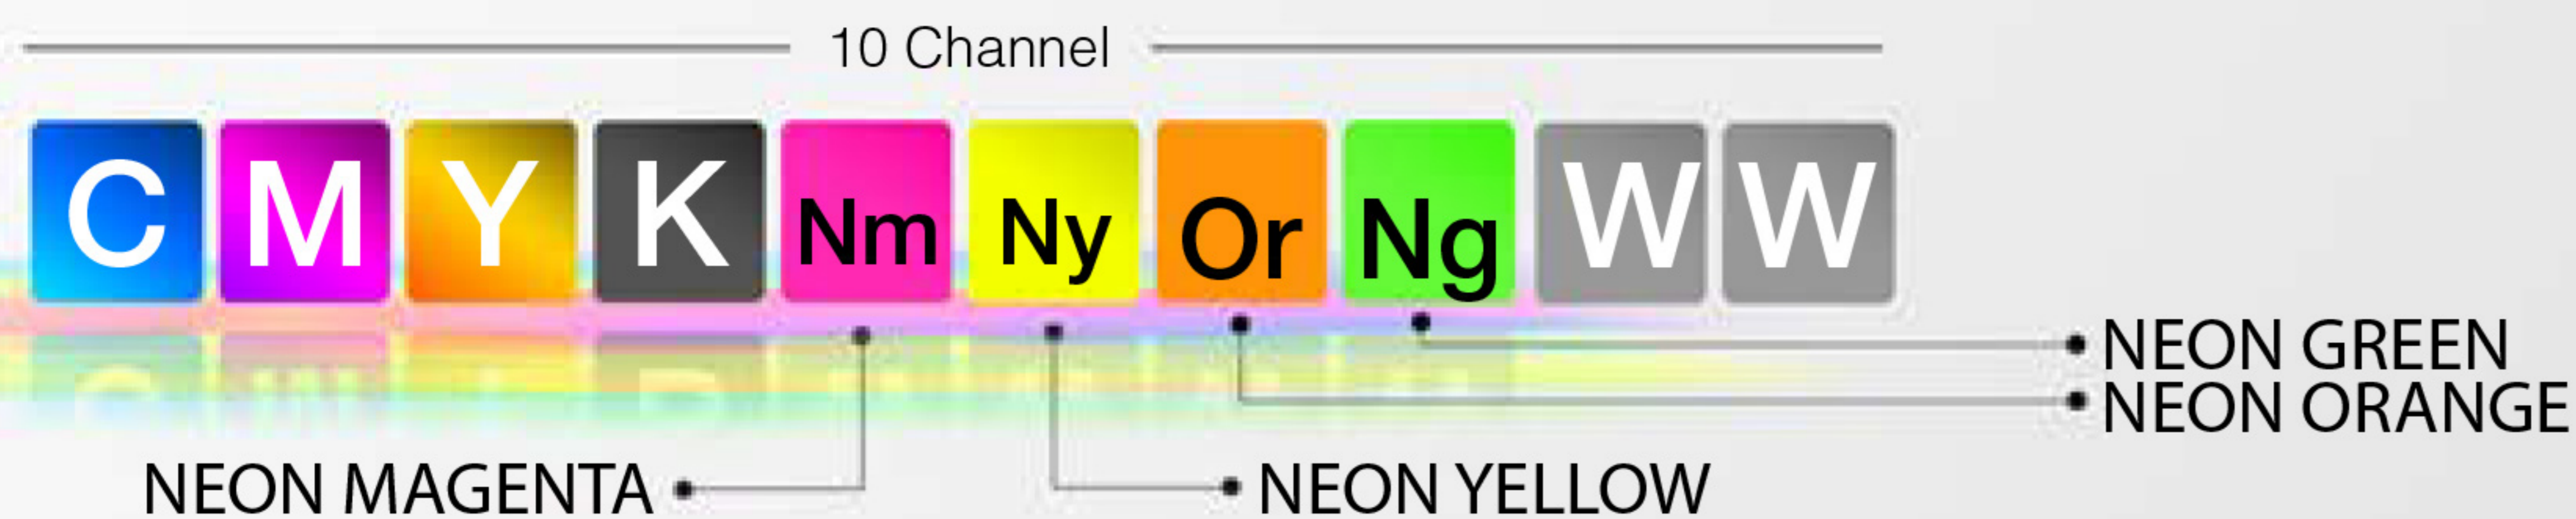 10 Channel
C M Y K Nm Ny Or Ng W W
NEON GREEN
NEON ORANGE
NEON MAGENTA
NEON YELLOW